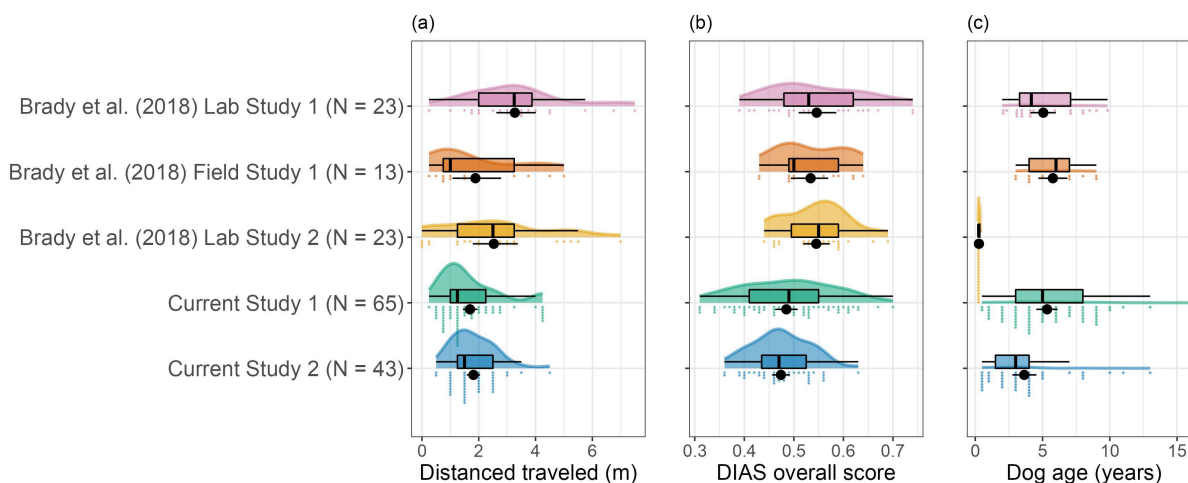 (a) (b) (c)
Brady et al. (2018) Lab Study 1 (N = 23)
Brady et al. (2018) Field Study 1 (N = 13)
Brady et al. (2018) Lab Study 2 (N = 23)
Current Study 1 (N = 65)
Current Study 2 (N = 43)
0 2 4 6 0.3 0.4 0.5 0.6 0.7 0 5 10 15
Distanced traveled (m) DIAS overall score Dog age (years)